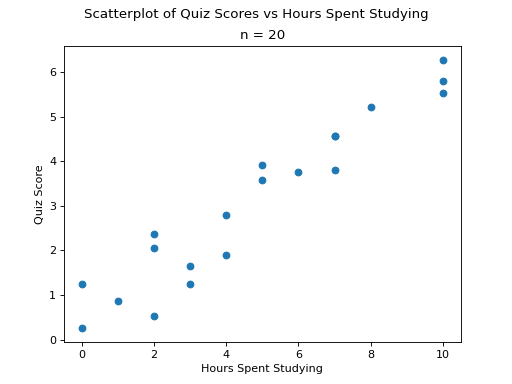 Scatterplot of Quiz Scores vs Hours Spent Studying
n = 20
6
5
4
3
2
1
0
Quiz Score
0 2 4 6 8 10
Hours Spent Studying